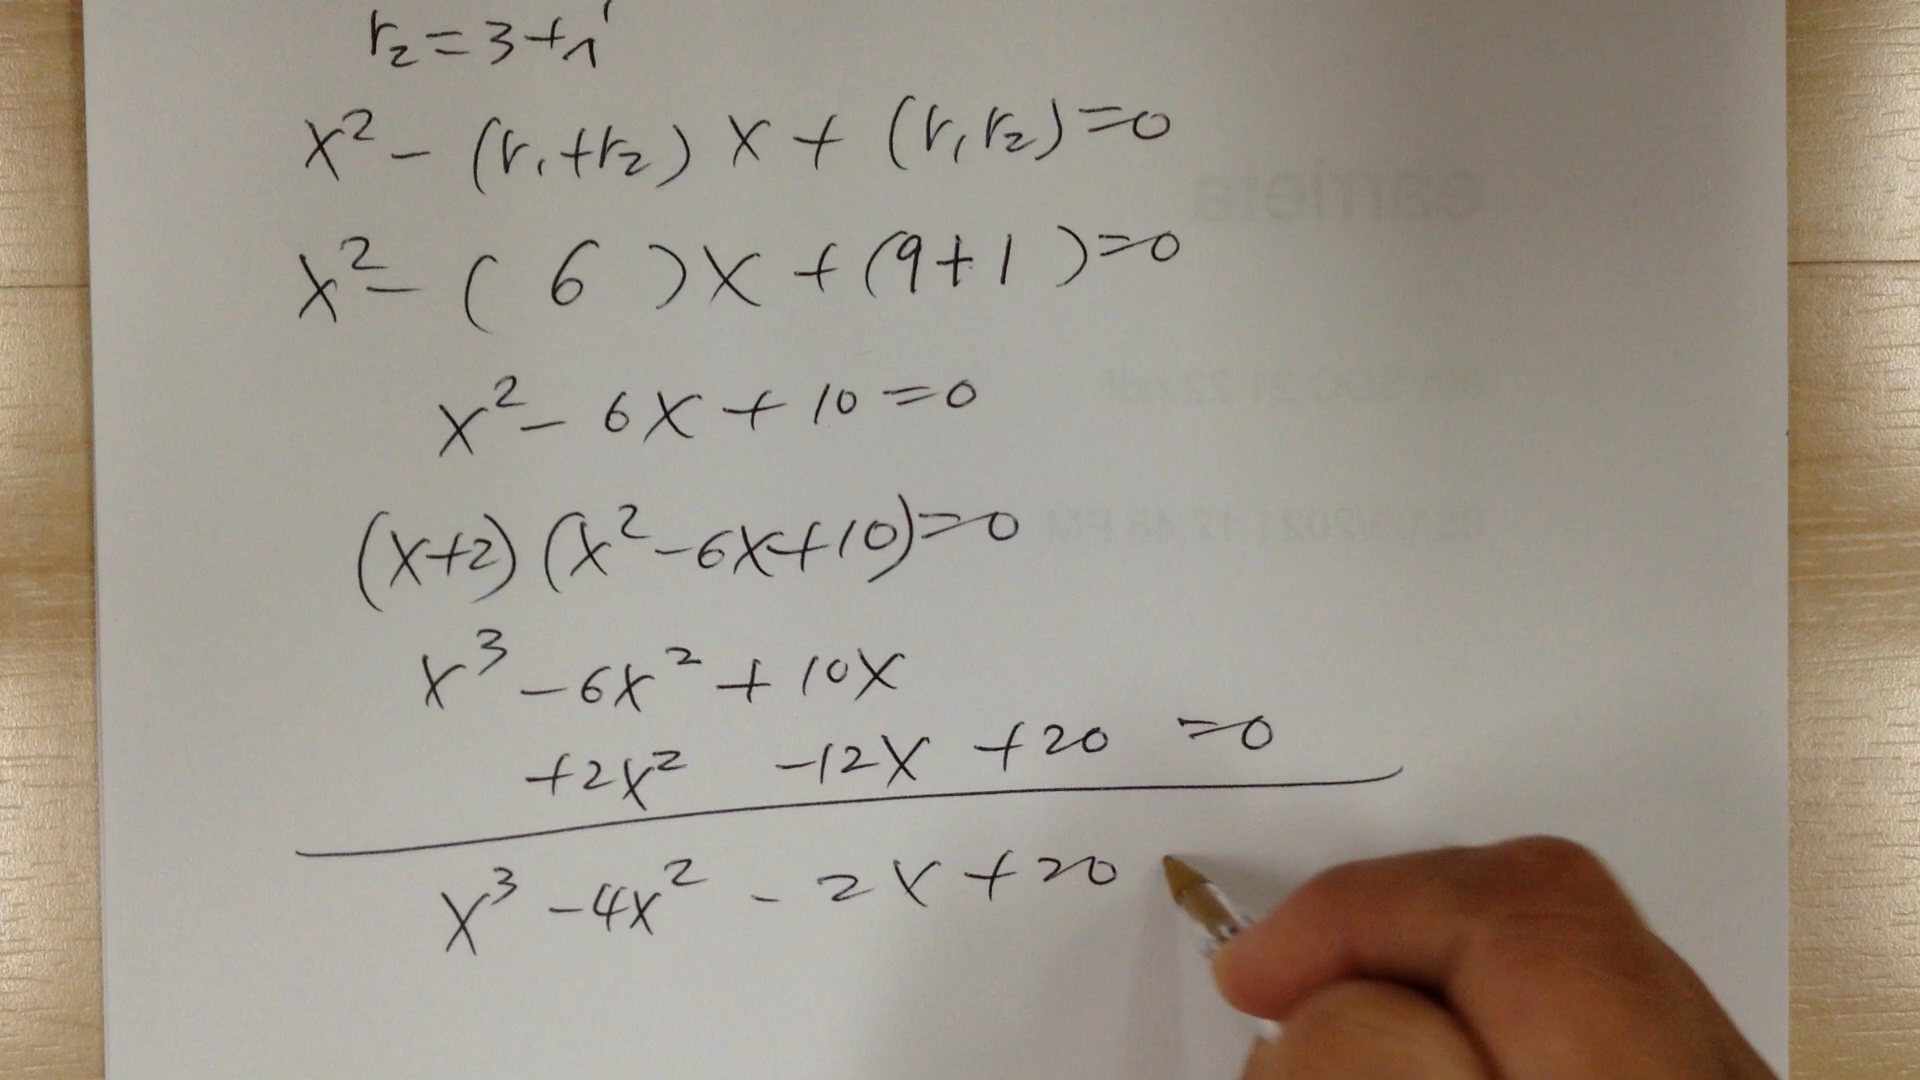 r₂ = 3+i
x² - (r₁+r₂) x + (r₁r₂) = 0
x² - ( 6 ) x + (9+1) = 0
x² - 6x + 10 = 0
(x+2) (x² - 6x + 10) = 0
x³ - 6x² + 10x
+2x² -12x +20 = 0
x³ - 4x² - 2x + 20